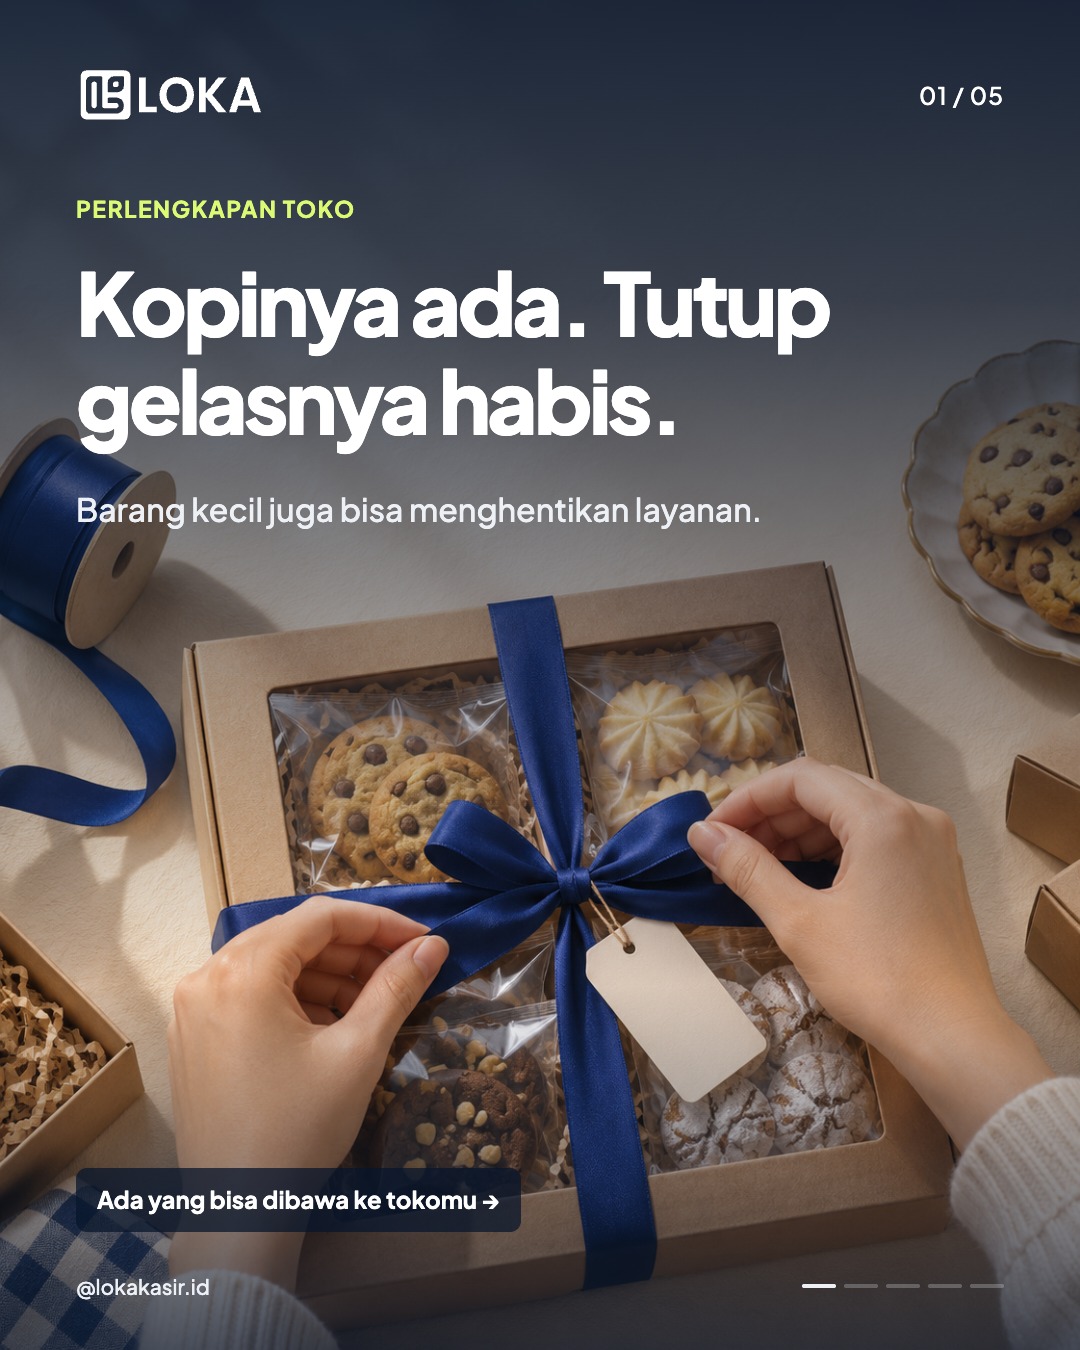 LOKA
01 / 05
PERLENGKAPAN TOKO
Kopinya ada. Tutup
gelasnya habis.
Barang kecil juga bisa menghentikan layanan.
Ada yang bisa dibawa ke tokomu →
@lokakasir.id